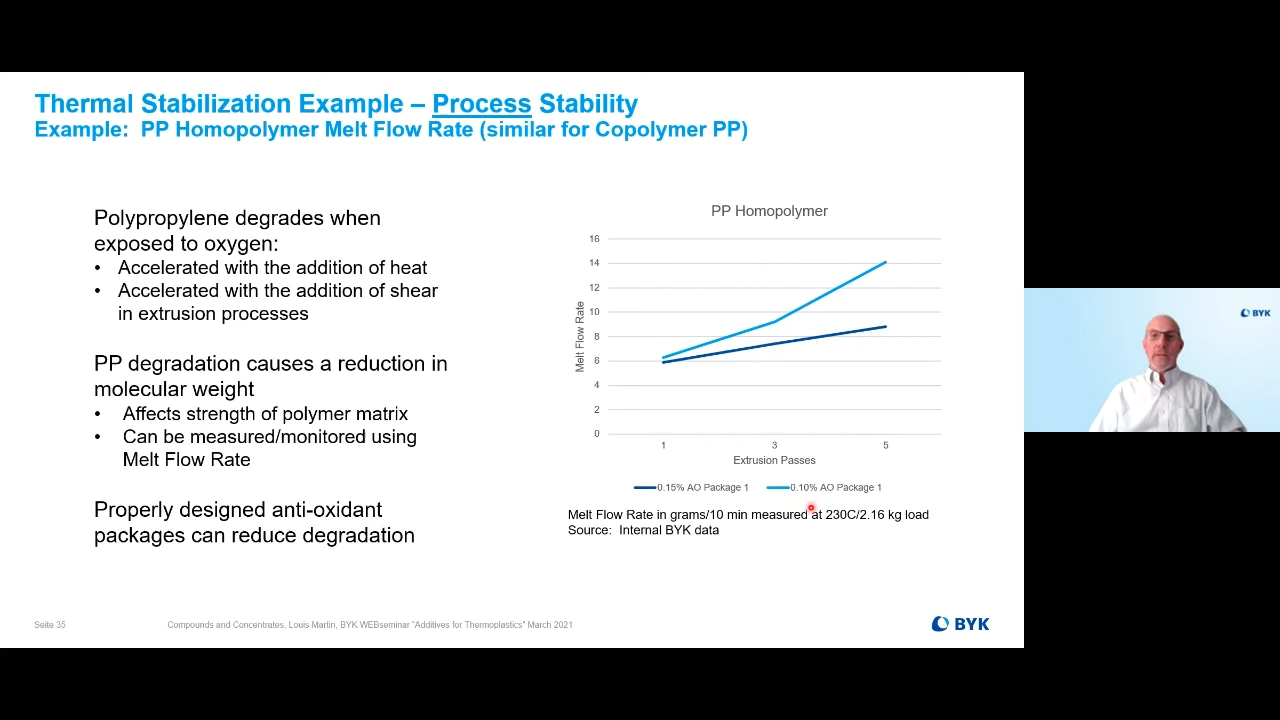 Thermal Stabilization Example – Process Stability
Example: PP Homopolymer Melt Flow Rate (similar for Copolymer PP)
Polypropylene degrades when
exposed to oxygen:
• Accelerated with the addition of heat
• Accelerated with the addition of shear
in extrusion processes
PP degradation causes a reduction in
molecular weight
• Affects strength of polymer matrix
• Can be measured/monitored using
Melt Flow Rate
Properly designed anti-oxidant
packages can reduce degradation
PP Homopolymer
Melt Flow Rate
16
14
12
10
8
6
4
2
0
1 3 5
Extrusion Passes
0.15% AO Package 1 0.10% AO Package 1
Melt Flow Rate in grams/10 min measured at 230C/2.16 kg load
Source: Internal BYK data
BYK
Seite 35
Compounds and Concentrates, Louis Martin, BYK WEBseminar "Additives for Thermoplastics" March 2021
BYK